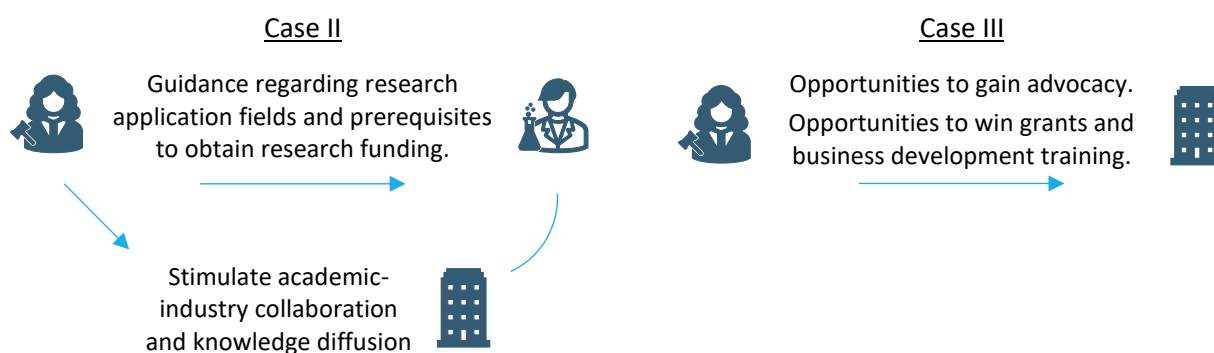 Case II
Guidance regarding research
application fields and prerequisites
to obtain research funding.
Stimulate academic-
industry collaboration
and knowledge diffusion
Case III
Opportunities to gain advocacy.
Opportunities to win grants and
business development training.